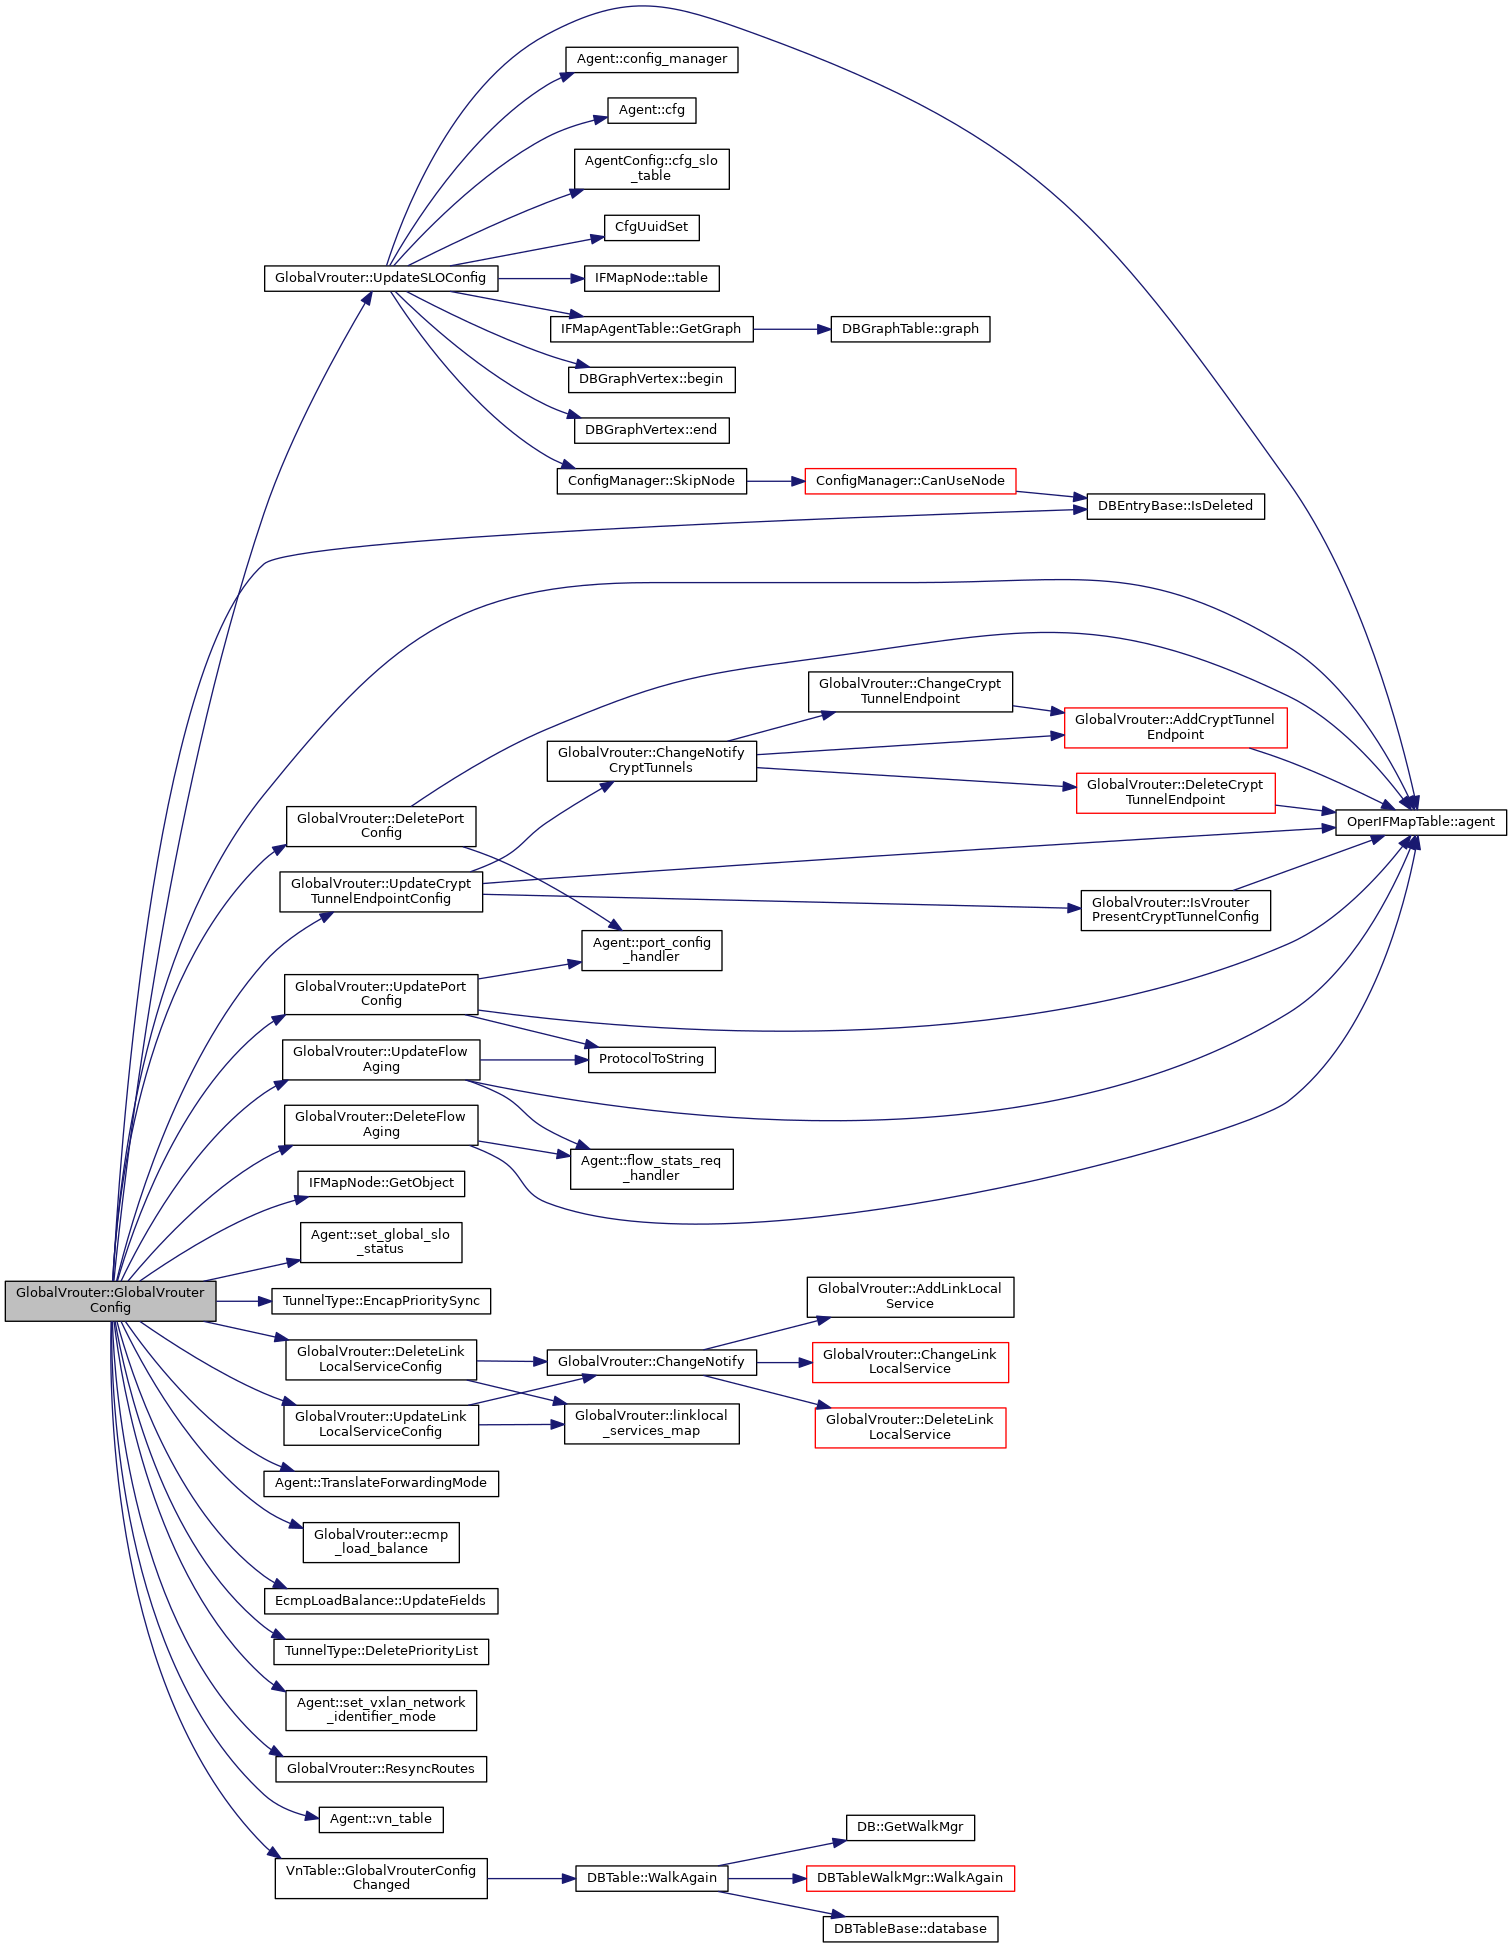 Agent::config_manager
Agent::cfg
AgentConfig::cfg_slo
_table
CfgUuidSet
GlobalVrouter::UpdateSLOConfig
IFMapNode::table
IFMapAgentTable::GetGraph
DBGraphTable::graph
DBGraphVertex::begin
DBGraphVertex::end
ConfigManager::SkipNode
ConfigManager::CanUseNode
DBEntryBase::IsDeleted
GlobalVrouter::ChangeCrypt
TunnelEndpoint
GlobalVrouter::AddCryptTunnel
Endpoint
GlobalVrouter::ChangeNotify
CryptTunnels
GlobalVrouter::DeleteCrypt
TunnelEndpoint
GlobalVrouter::DeletePort
Config
OperIFMapTable::agent
GlobalVrouter::UpdateCrypt
TunnelEndpointConfig
GlobalVrouter::IsVrouter
PresentCryptTunnelConfig
Agent::port_config
_handler
GlobalVrouter::UpdatePort
Config
GlobalVrouter::UpdateFlow
Aging
ProtocolToString
GlobalVrouter::DeleteFlow
Aging
Agent::flow_stats_req
_handler
IFMapNode::GetObject
Agent::set_global_slo
_status
GlobalVrouter::GlobalVrouter
Config
TunnelType::EncapPrioritySync
GlobalVrouter::AddLinkLocal
Service
GlobalVrouter::DeleteLink
LocalServiceConfig
GlobalVrouter::ChangeNotify
GlobalVrouter::ChangeLink
LocalService
GlobalVrouter::UpdateLink
LocalServiceConfig
GlobalVrouter::linklocal
_services_map
GlobalVrouter::DeleteLink
LocalService
Agent::TranslateForwardingMode
GlobalVrouter::ecmp
_load_balance
EcmpLoadBalance::UpdateFields
TunnelType::DeletePriorityList
Agent::set_vxlan_network
_identifier_mode
GlobalVrouter::ResyncRoutes
Agent::vn_table
VnTable::GlobalVrouterConfig
Changed
DBTable::WalkAgain
DB::GetWalkMgr
DBTableWalkMgr::WalkAgain
DBTableBase::database